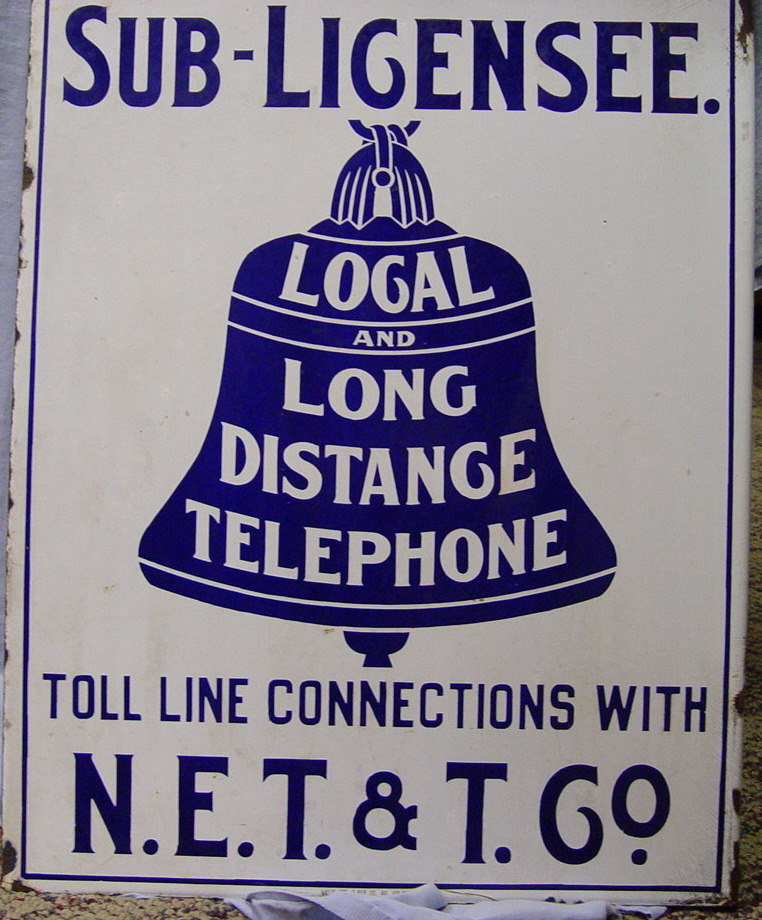 SUB-LICENSEE.
LOCAL
AND
LONG
DISTANCE
TELEPHONE
TOLL LINE CONNECTIONS WITH
N.E.T. & T. Co.